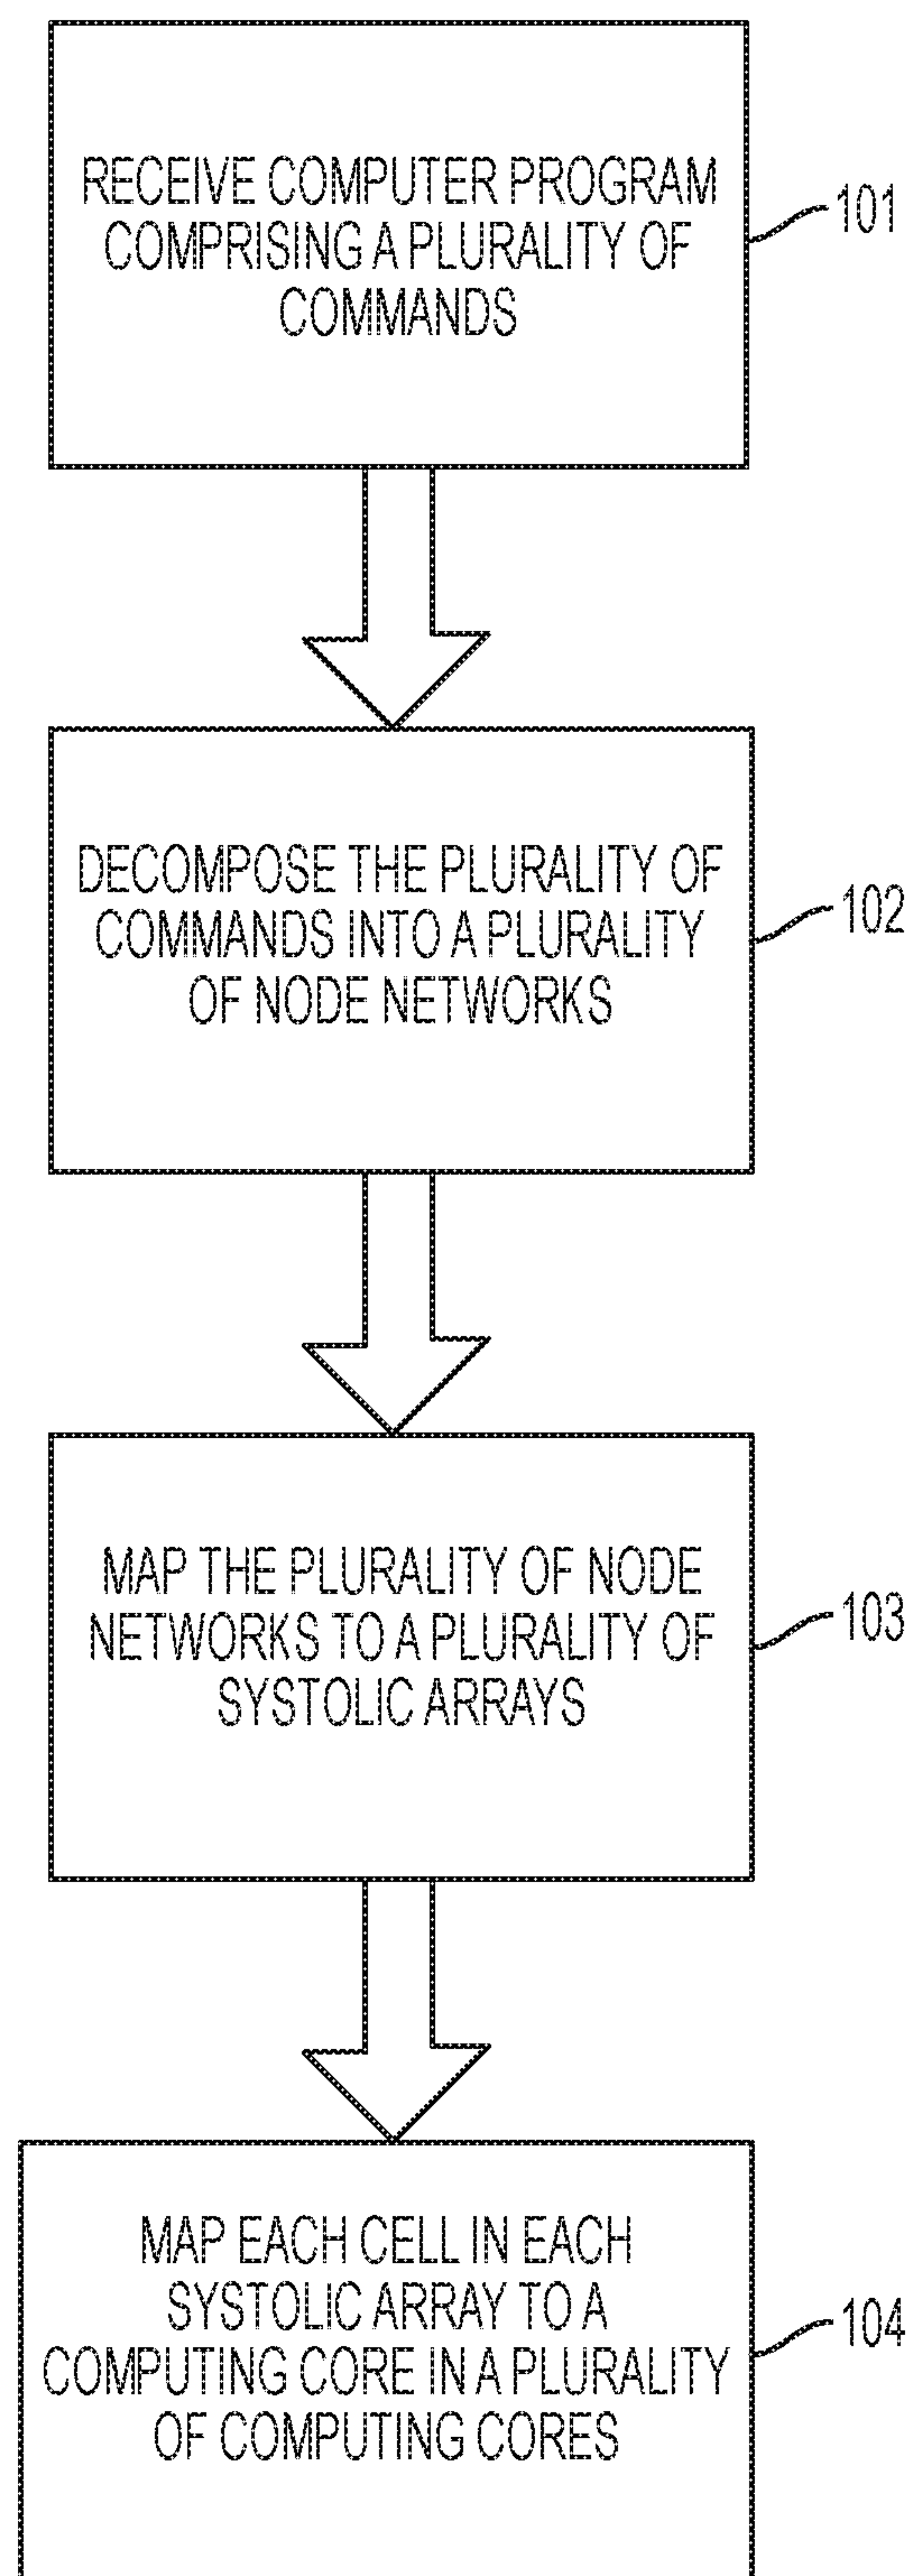 RECEIVE COMPUTER PROGRAM
COMPRISING A PLURALITY OF
COMMANDS
101
DECOMPOSE THE PLURALITY OF
COMMANDS INTO A PLURALITY
OF NODE NETWORKS
102
MAP THE PLURALITY OF NODE
NETWORKS TO A PLURALITY OF
SYSTOLIC ARRAYS
103
MAP EACH CELL IN EACH
SYSTOLIC ARRAY TO A
COMPUTING CORE IN A PLURALITY
OF COMPUTING CORES
104